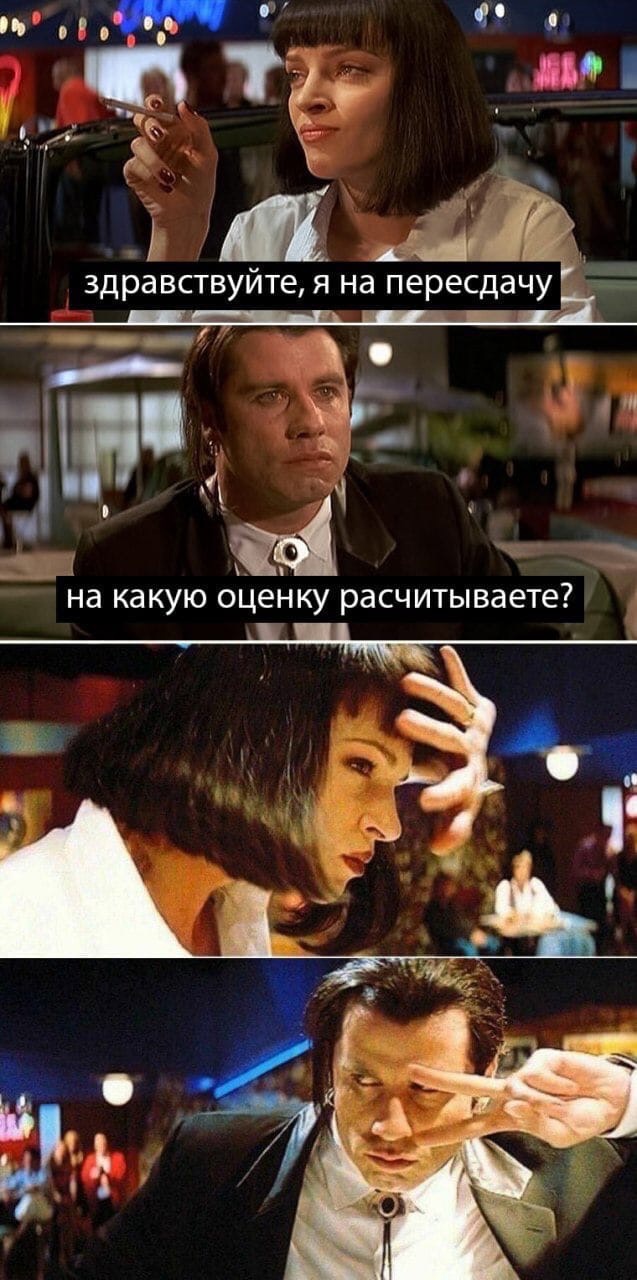 здравствуйте, я на пересдачу
на какую оценку расчитываете?